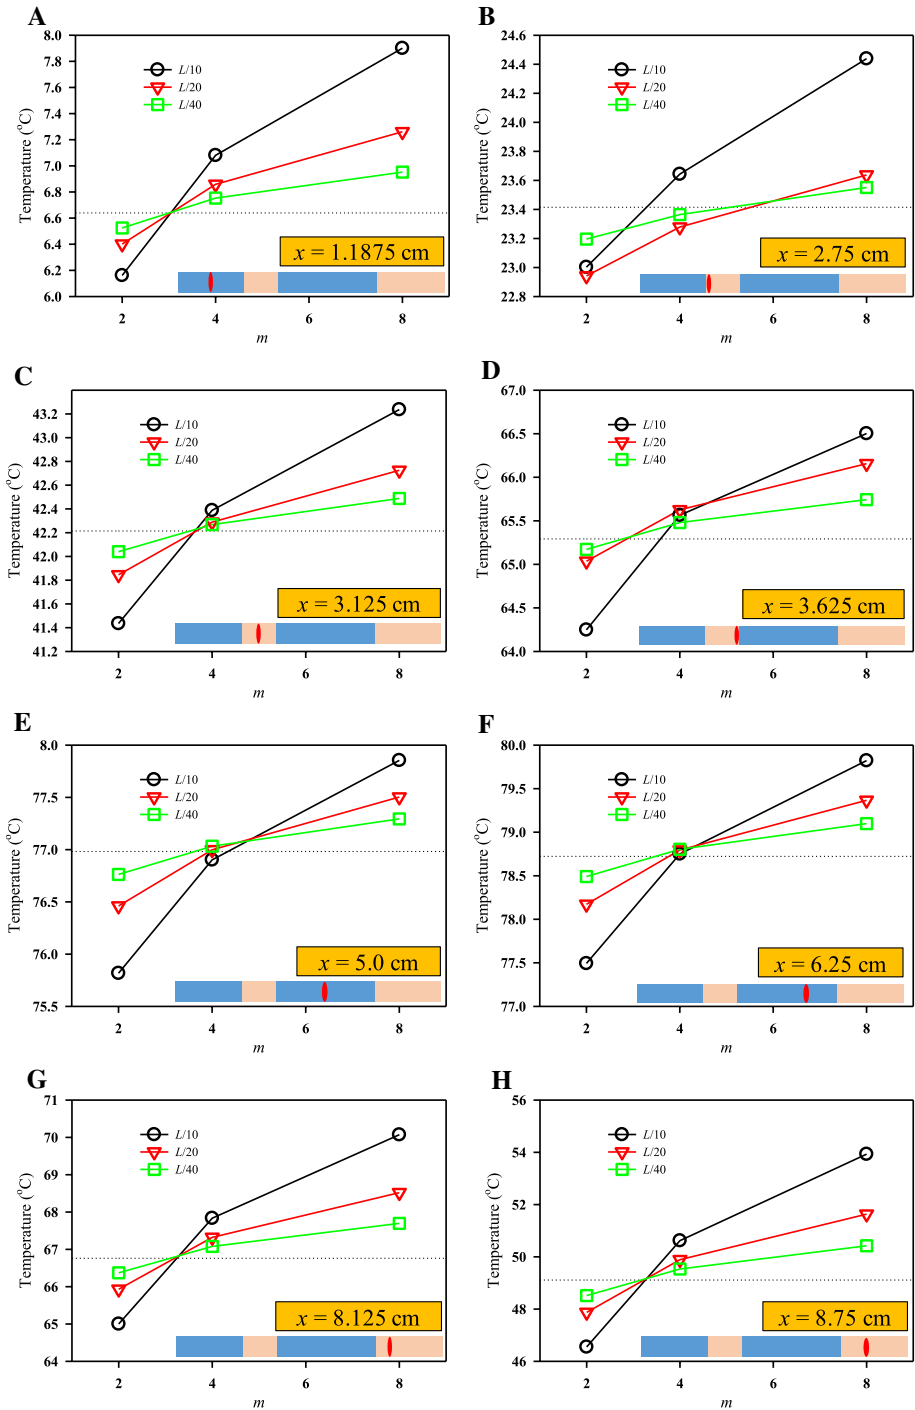 A
Temperature (°C)
8.0
7.8
7.6
7.4
7.2
7.0
6.8
6.6
6.4
6.2
6.0
L/10
L/20
L/40
x = 1.1875 cm
2 4 6 8
m
B
Temperature (°C)
24.6
24.4
24.2
24.0
23.8
23.6
23.4
23.2
23.0
22.8
L/10
L/20
L/40
x = 2.75 cm
2 4 6 8
m
C
Temperature (°C)
43.2
43.0
42.8
42.6
42.4
42.2
42.0
41.8
41.6
41.4
41.2
L/10
L/20
L/40
x = 3.125 cm
2 4 6 8
m
D
Temperature (°C)
67.0
66.5
66.0
65.5
65.0
64.5
64.0
L/10
L/20
L/40
x = 3.625 cm
2 4 6 8
m
E
Temperature (°C)
8.0
77.5
77.0
76.5
76.0
75.5
L/10
L/20
L/40
x = 5.0 cm
2 4 6 8
m
F
Temperature (°C)
80.0
79.5
79.0
78.5
78.0
77.5
77.0
L/10
L/20
L/40
x = 6.25 cm
2 4 6 8
m
G
Temperature (°C)
71
70
69
68
67
66
65
64
L/10
L/20
L/40
x = 8.125 cm
2 4 6 8
m
H
Temperature (°C)
56
54
52
50
48
46
L/10
L/20
L/40
x = 8.75 cm
2 4 6 8
m